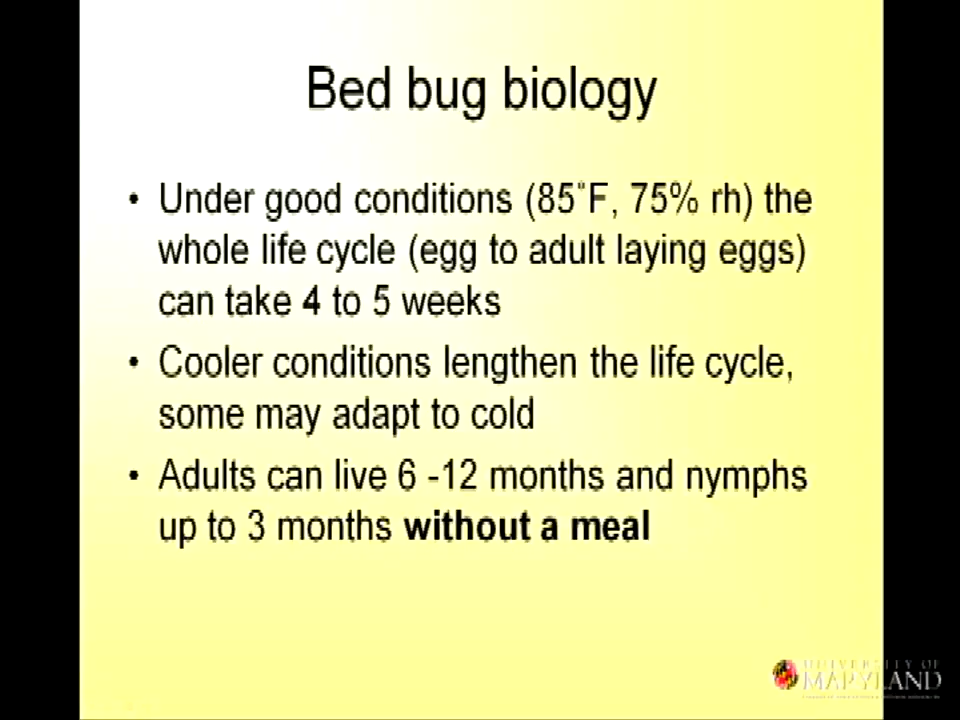 Bed bug biology
• Under good conditions (85°F, 75% rh) the
whole life cycle (egg to adult laying eggs)
can take 4 to 5 weeks
• Cooler conditions lengthen the life cycle,
some may adapt to cold
• Adults can live 6 -12 months and nymphs
up to 3 months without a meal
UNIVERSITY OF
MARYLAND